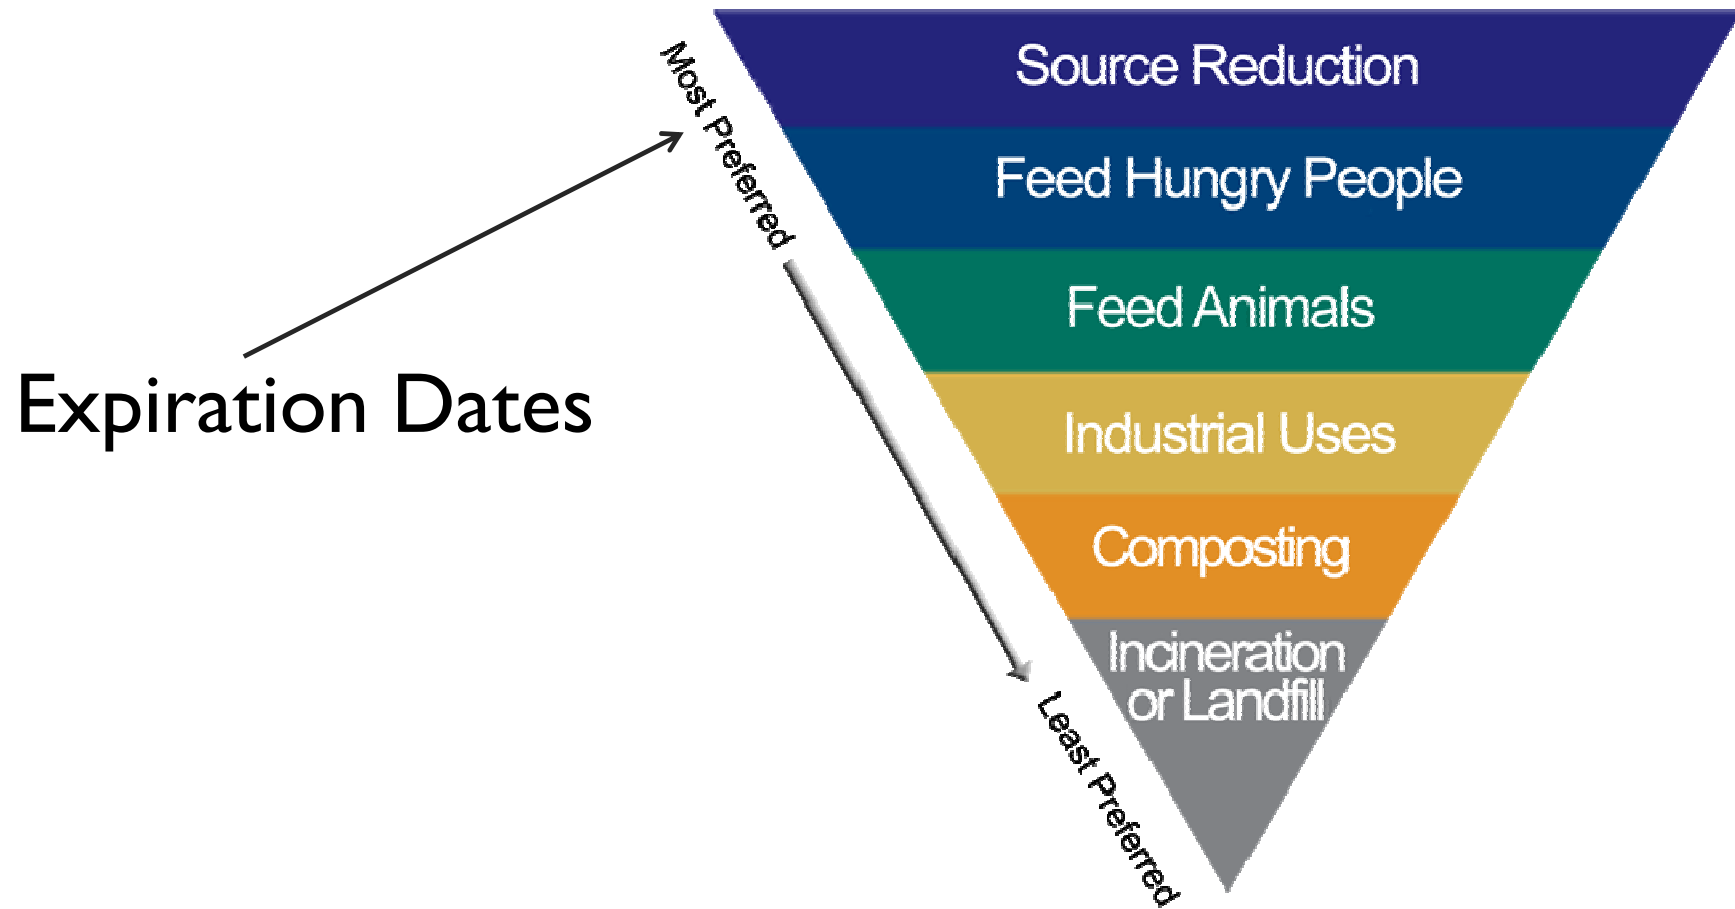 Most Preferred
Source Reduction
Feed Hungry People
Feed Animals
Expiration Dates
Industrial Uses
Composting
Incineration
or Landfill
Least Preferred